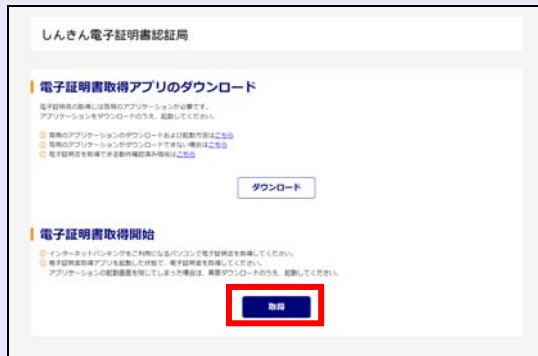 しんきん電子証明書認証局
電子証明書取得アプリのダウンロード
電子証明書の取得には専用のアプリケーションが必要です。
アプリケーションをダウンロードのうえ、起動してください。
専用のアプリケーションのダウンロードおよび起動方法はこちら
専用のアプリケーションがダウンロードできない場合はこちら
電子証明書を取得できる動作確認済み環境はこちら
ダウンロード
電子証明書取得開始
インターネットバンキングをご利用になるパソコンで電子証明書を取得してください。
電子証明書取得アプリを起動した状態で、電子証明書を取得してください。
アプリケーションの起動画面を閉じてしまった場合は、再度ダウンロードのうえ、起動してください。
取得